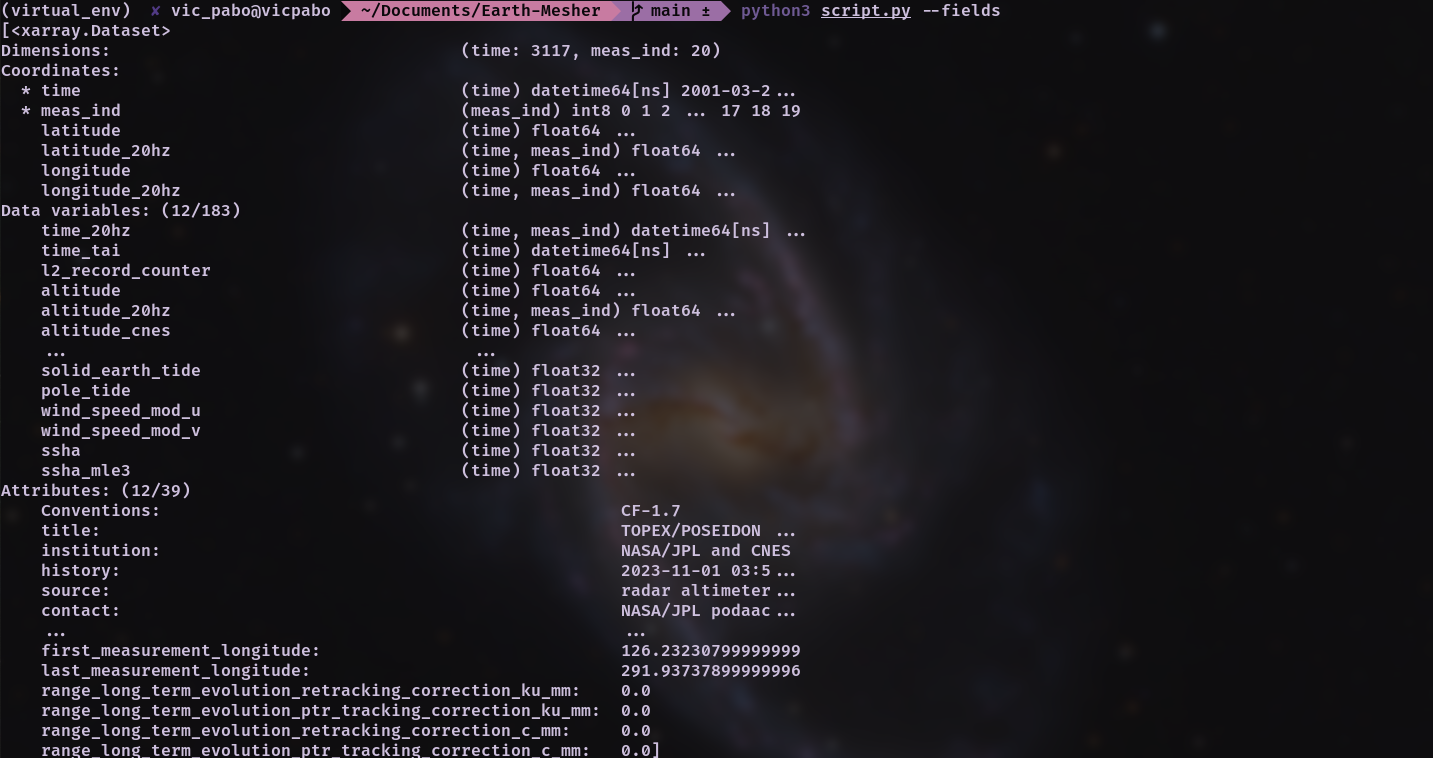 (virtual_env) ✘ vic_pabo@vicpabo ~/Documents/Earth-Mesher main ± python3 script.py --fields
[<xarray.Dataset>
Dimensions: (time: 3117, meas_ind: 20)
Coordinates:
* time (time) datetime64[ns] 2001-03-2...
* meas_ind (meas_ind) int8 0 1 2 ... 17 18 19
latitude (time) float64 ...
latitude_20hz (time, meas_ind) float64 ...
longitude (time) float64 ...
longitude_20hz (time, meas_ind) float64 ...
Data variables: (12/183)
time_20hz (time, meas_ind) datetime64[ns] ...
time_tai (time) datetime64[ns] ...
l2_record_counter (time) float64 ...
altitude (time) float64 ...
altitude_20hz (time, meas_ind) float64 ...
altitude_cnes (time) float64 ...
... ...
solid_earth_tide (time) float32 ...
pole_tide (time) float32 ...
wind_speed_mod_u (time) float32 ...
wind_speed_mod_v (time) float32 ...
ssha (time) float32 ...
ssha_mle3 (time) float32 ...
Attributes: (12/39)
Conventions: CF-1.7
title: TOPEX/POSEIDON ...
institution: NASA/JPL and CNES
history: 2023-11-01 03:5...
source: radar altimeter...
contact: NASA/JPL podaac...
... ...
first_measurement_longitude: 126.23230799999999
last_measurement_longitude: 291.93737899999996
range_long_term_evolution_retracking_correction_ku_mm: 0.0
range_long_term_evolution_ptr_tracking_correction_ku_mm: 0.0
range_long_term_evolution_retracking_correction_c_mm: 0.0
range_long_term_evolution_ptr_tracking_correction_c_mm: 0.0]